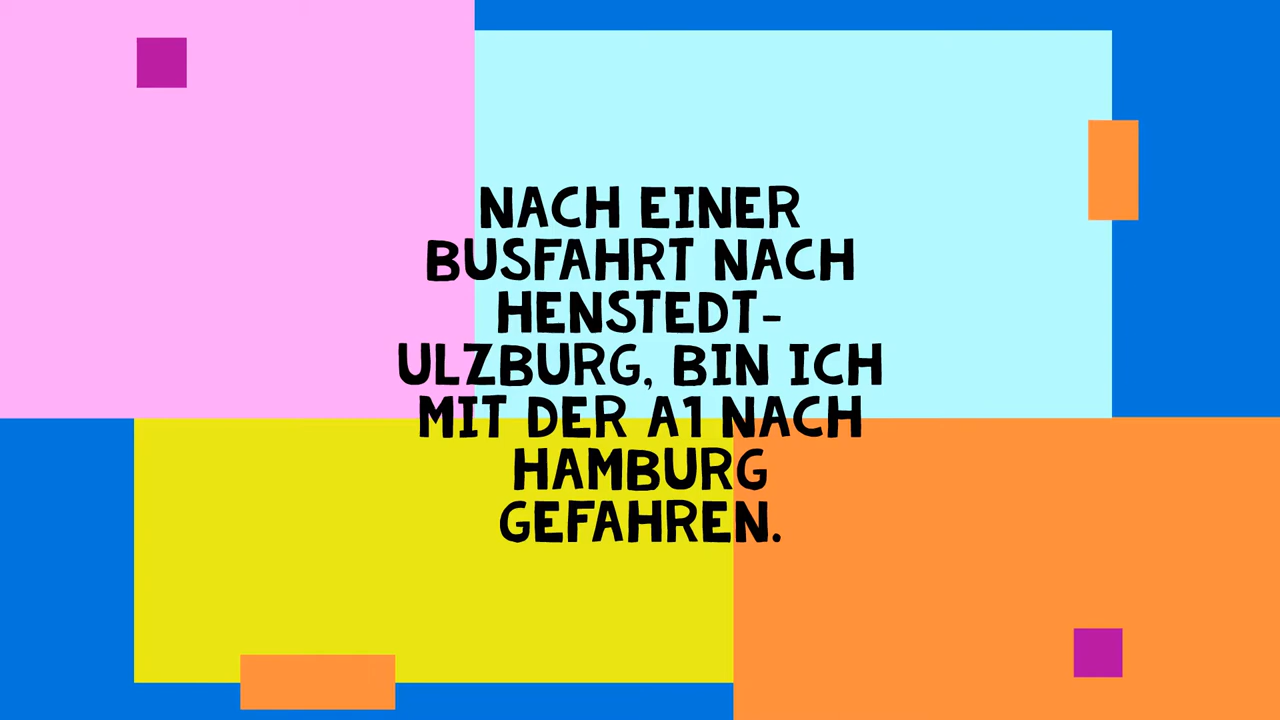 NACH EINER
BUSFAHRT NACH
HENSTEDT-
ULZBURG, BIN ICH
MIT DER A1 NACH
HAMBURG
GEFAHREN.